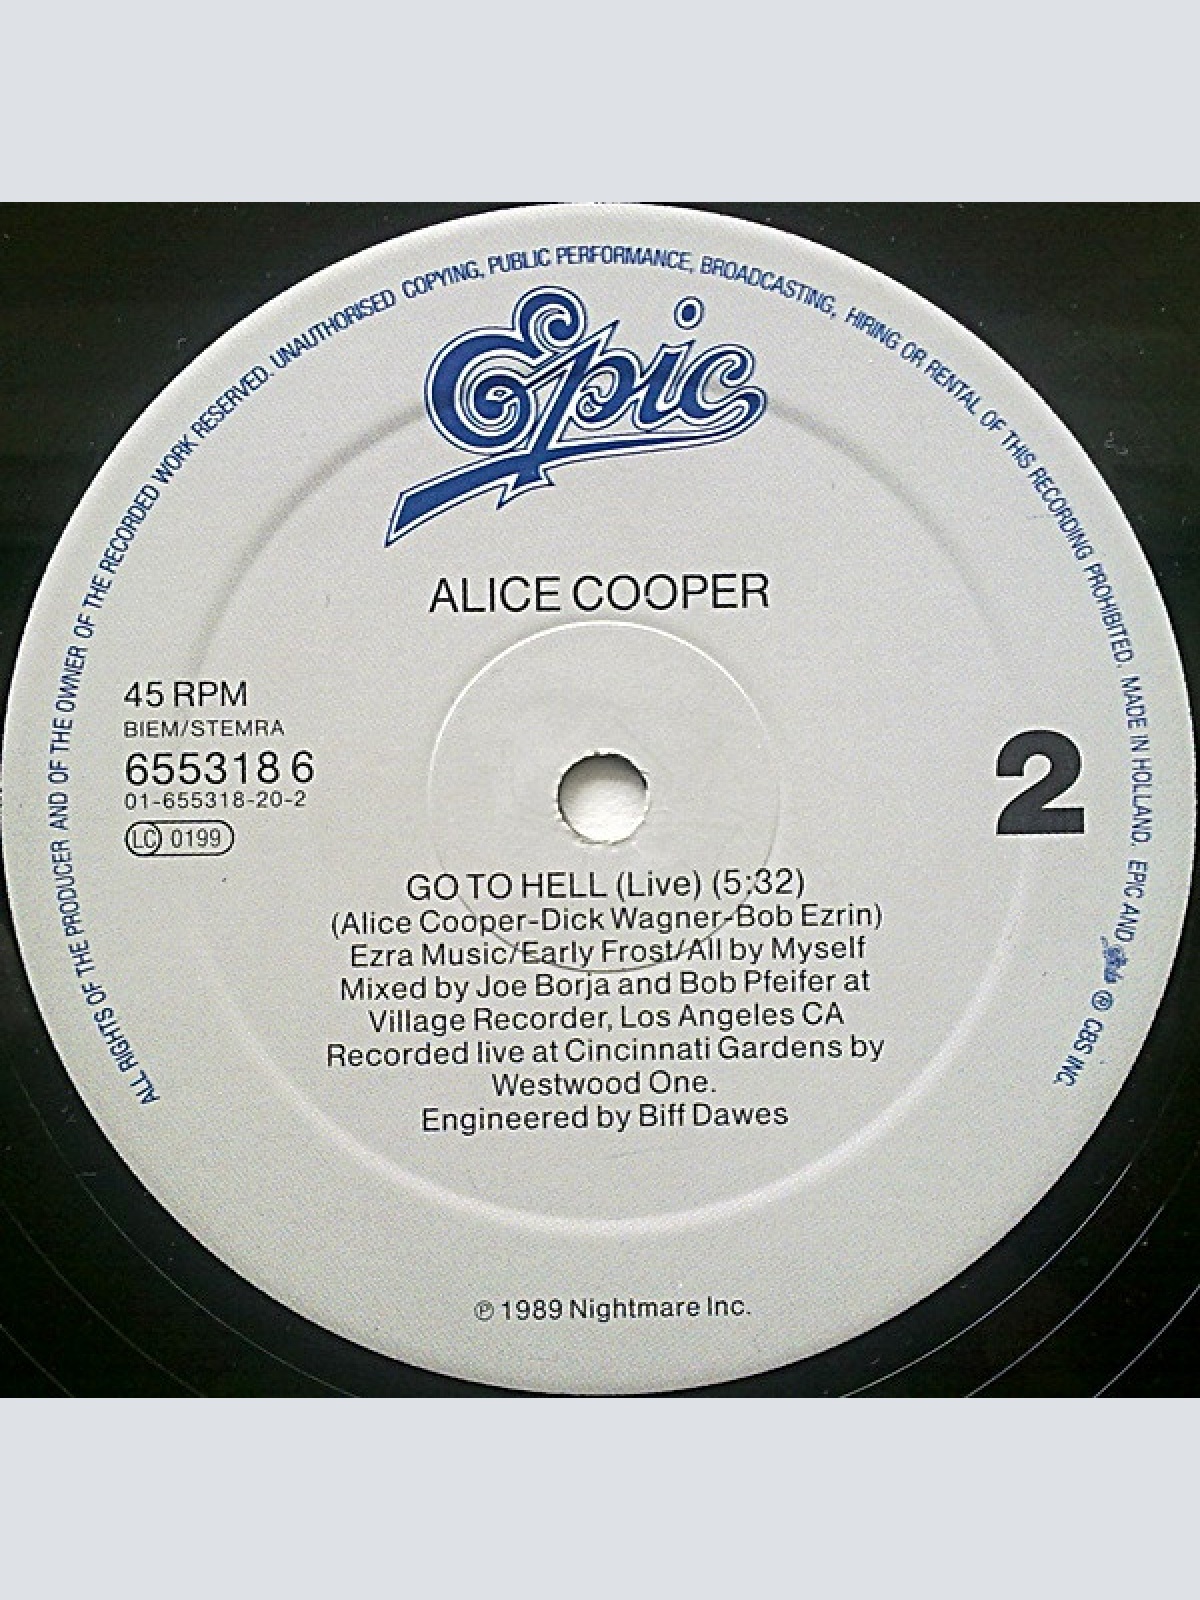 ALL RIGHTS OF THE PRODUCER AND OF THE OWNER OF THE RECORDED WORK RESERVED. UNAUTHORISED COPYING, PUBLIC PERFORMANCE, BROADCASTING, HIRING OR RENTAL OF THIS RECORDING PROHIBITED. MADE IN HOLLAND. EPIC AND Epic ® CBS INC.
Epic
ALICE COOPER
45 RPM
BIEM/STEMRA
655318 6
01-655318-20-2
LC 0199
2
GO TO HELL (Live) (5:32)
(Alice Cooper-Dick Wagner-Bob Ezrin)
Ezra Music/Early Frost/All by Myself
Mixed by Joe Borja and Bob Pfeifer at
Village Recorder, Los Angeles CA
Recorded live at Cincinnati Gardens by
Westwood One.
Engineered by Biff Dawes
℗ 1989 Nightmare Inc.